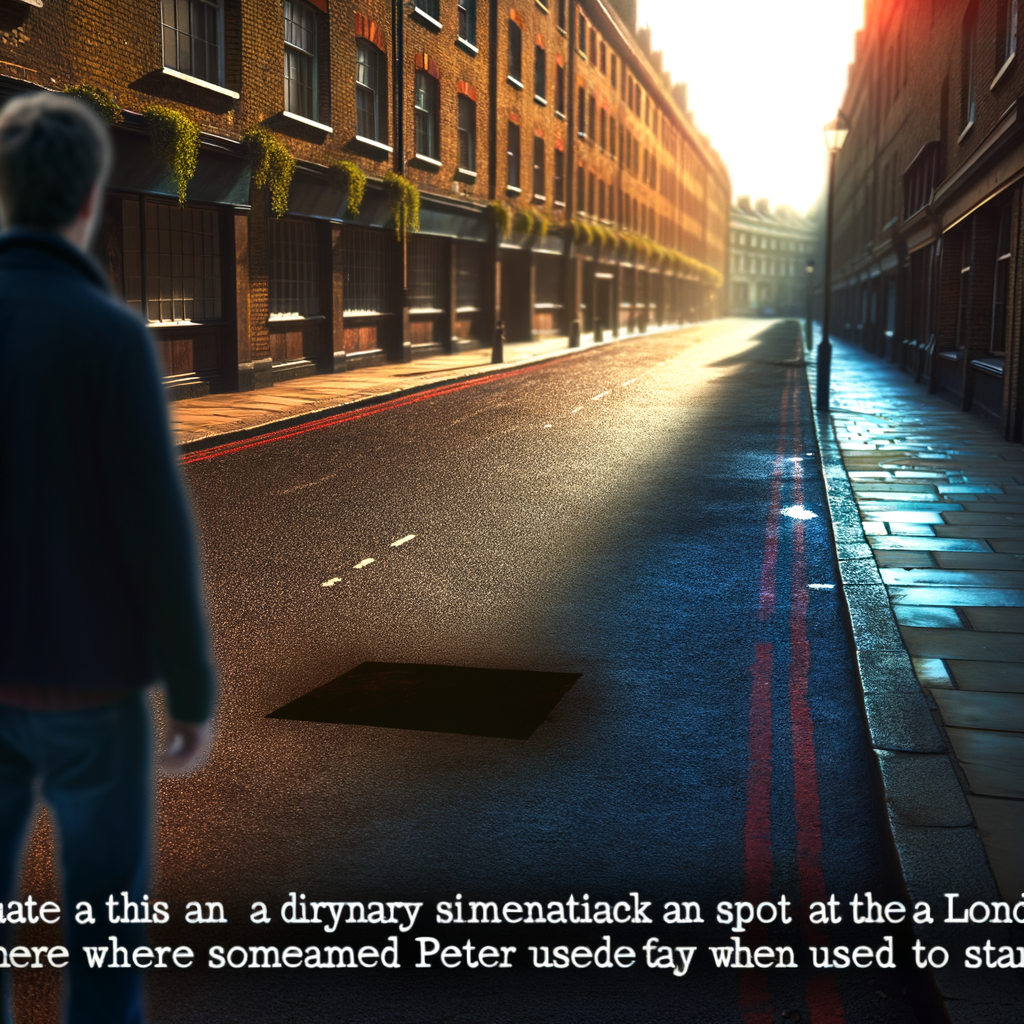 uate a this an a dirynary simenatiack an spot at the a Lond
here where someamed Peter usede fay when used to star